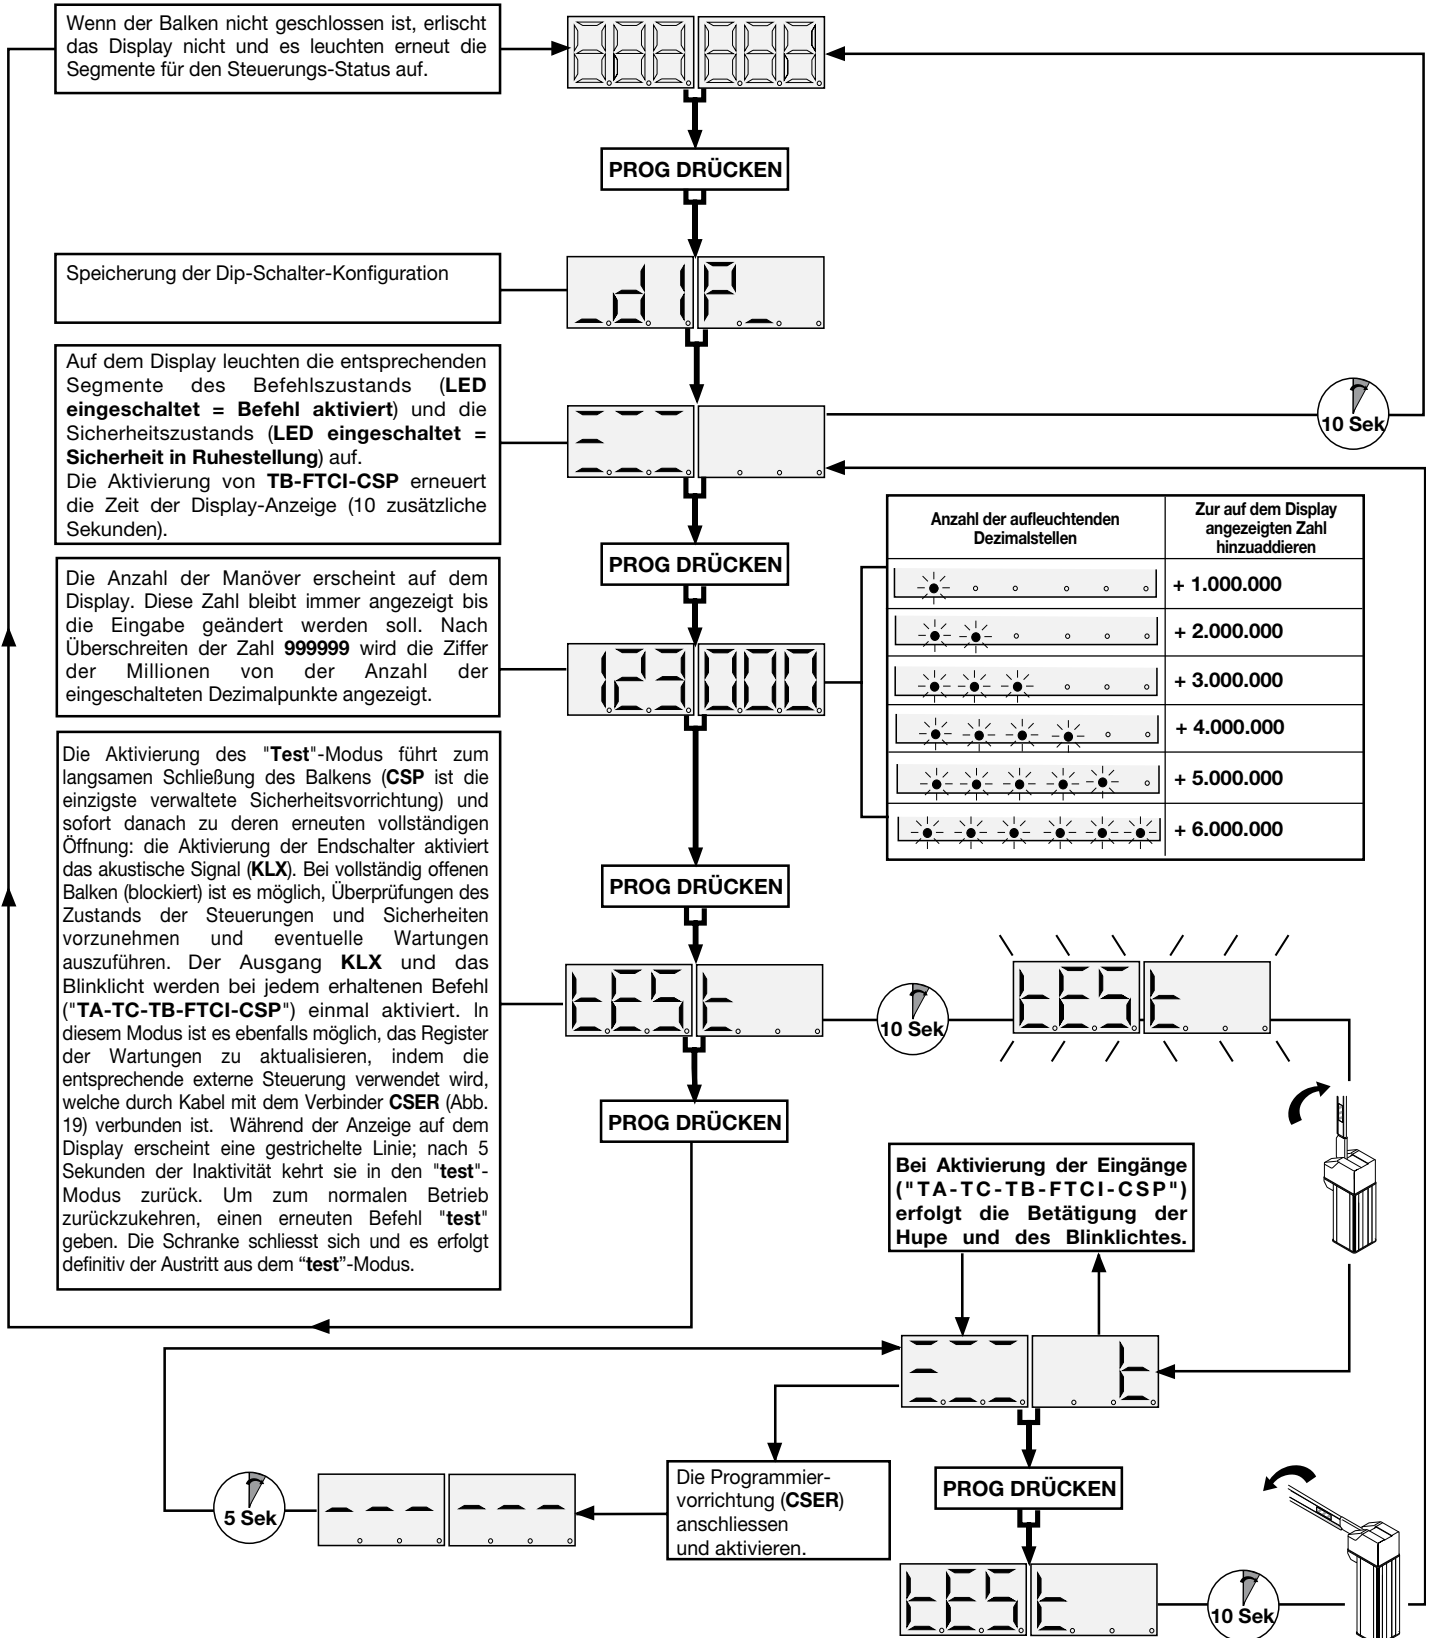 Wenn der Balken nicht geschlossen ist, erlischt
das Display nicht und es leuchten erneut die
Segmente für den Steuerungs-Status auf.
PROG DRÜCKEN
Speicherung der Dip-Schalter-Konfiguration
_dIP_
Auf dem Display leuchten die entsprechenden
Segmente des Befehlszustands (LED
eingeschaltet = Befehl aktiviert) und die
Sicherheitszustands (LED eingeschaltet =
Sicherheit in Ruhestellung) auf.
Die Aktivierung von TB-FTCI-CSP erneuert
die Zeit der Display-Anzeige (10 zusätzliche
Sekunden).
10 Sek
PROG DRÜCKEN
Die Anzahl der Manöver erscheint auf dem
Display. Diese Zahl bleibt immer angezeigt bis
die Eingabe geändert werden soll. Nach
Überschreiten der Zahl 999999 wird die Ziffer
der Millionen von der Anzahl der
eingeschalteten Dezimalpunkte angezeigt.
123 000
Anzahl der aufleuchtenden
Dezimalstellen
Zur auf dem Display
angezeigten Zahl
hinzuaddieren
+ 1.000.000
+ 2.000.000
+ 3.000.000
+ 4.000.000
+ 5.000.000
+ 6.000.000
PROG DRÜCKEN
Die Aktivierung des "Test"-Modus führt zum
langsamen Schließung des Balkens (CSP ist die
einzigste verwaltete Sicherheitsvorrichtung) und
sofort danach zu deren erneuten vollständigen
Öffnung: die Aktivierung der Endschalter aktiviert
das akustische Signal (KLX). Bei vollständig offenen
Balken (blockiert) ist es möglich, Überprüfungen des
Zustands der Steuerungen und Sicherheiten
vorzunehmen und eventuelle Wartungen
auszuführen. Der Ausgang KLX und das
Blinklicht werden bei jedem erhaltenen Befehl
("TA-TC-TB-FTCI-CSP") einmal aktiviert. In
diesem Modus ist es ebenfalls möglich, das Register
der Wartungen zu aktualisieren, indem die
entsprechende externe Steuerung verwendet wird,
welche durch Kabel mit dem Verbinder CSER (Abb.
19) verbunden ist. Während der Anzeige auf dem
Display erscheint eine gestrichelte Linie; nach 5
Sekunden der Inaktivität kehrt sie in den "test"-
Modus zurück. Um zum normalen Betrieb
zurückzukehren, einen erneuten Befehl "test"
geben. Die Schranke schliesst sich und es erfolgt
definitiv der Austritt aus dem “test”-Modus.
tESt
10 Sek
tESt
PROG DRÜCKEN
Bei Aktivierung der Eingänge
("TA-TC-TB-FTCI-CSP")
erfolgt die Betätigung der
Hupe und des Blinklichtes.
t
5 Sek
--- ---
Die Programmier-
vorrichtung (CSER)
anschliessen
und aktivieren.
PROG DRÜCKEN
tESt
10 Sek